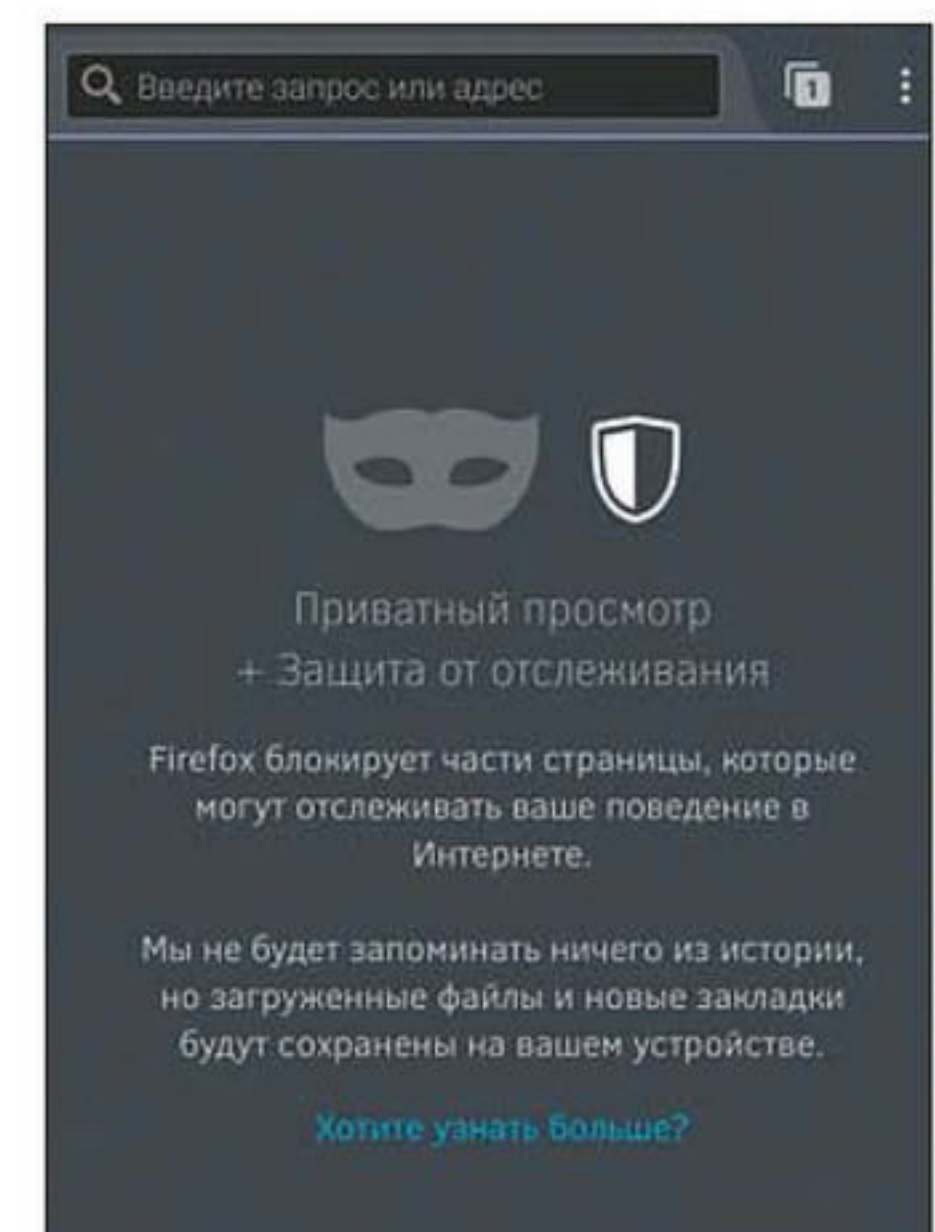 Введите запрос или адрес
1
Приватный просмотр
+ Защита от отслеживания
Firefox блокирует части страницы, которые
могут отслеживать ваше поведение в
Интернете.
Мы не будет запоминать ничего из истории,
но загруженные файлы и новые закладки
будут сохранены на вашем устройстве.
Хотите узнать больше?